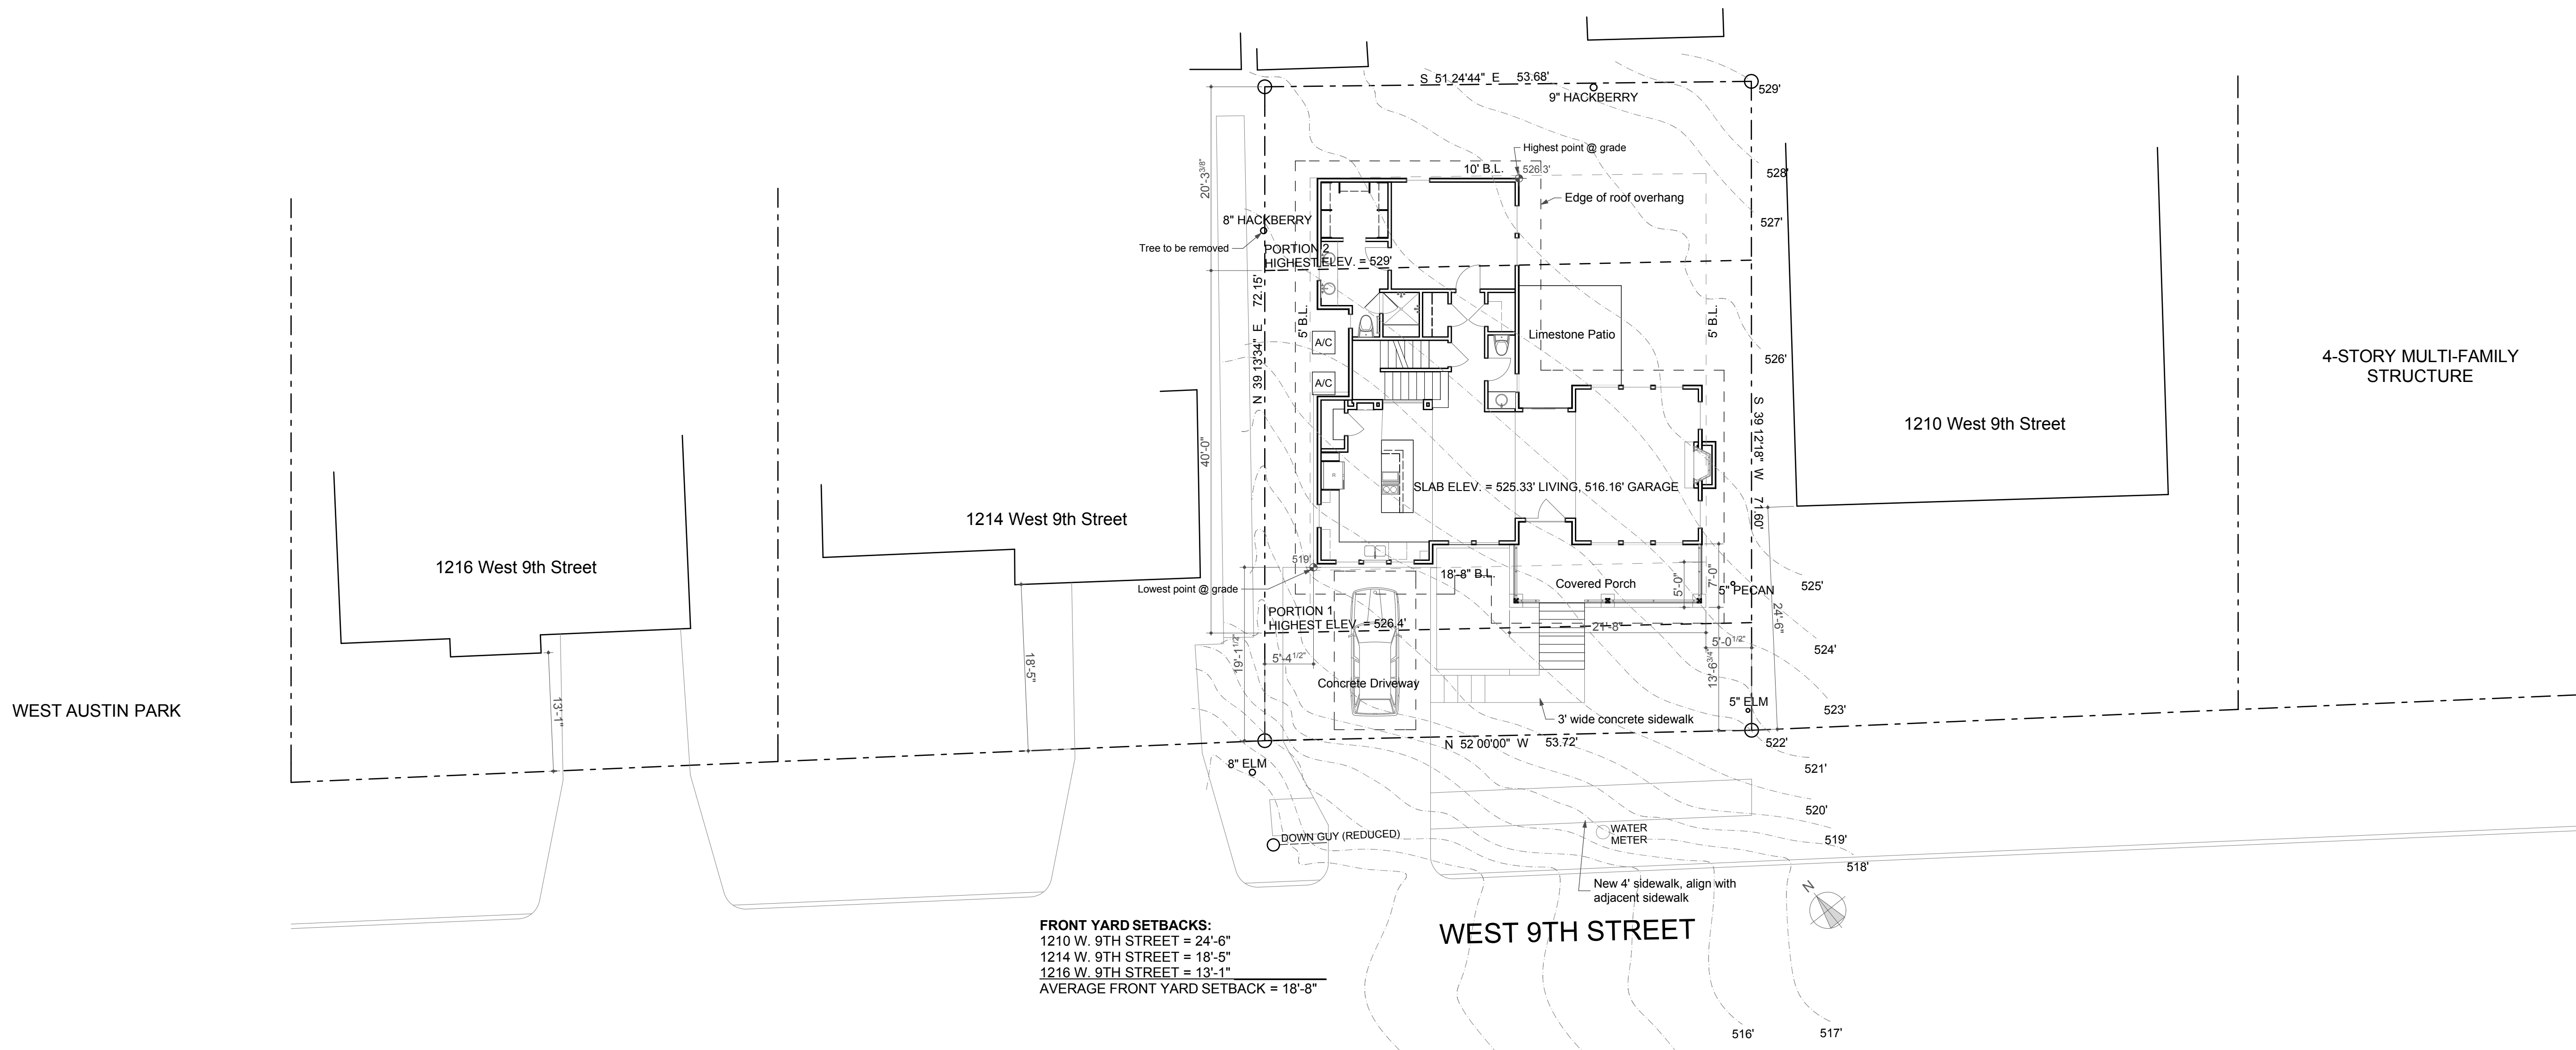 S 51 24'44" E 53.68'
529'
9" HACKBERRY
Highest point @ grade
526.3'
10' B.L.
528'
20'-3 3/8"
Edge of roof overhang
8" HACKBERRY
527'
Tree to be removed
PORTION 2
HIGHEST ELEV. = 529'
N 39 13'34" E 72.15'
5' B.L.
5' B.L.
A/C
Limestone Patio
526'
4-STORY MULTI-FAMILY
STRUCTURE
A/C
S 39 12'18" W 71.60'
1210 West 9th Street
40'-0"
SLAB ELEV. = 525.33' LIVING, 516.16' GARAGE
1214 West 9th Street
1216 West 9th Street
519'
18'-8" B.L.
Covered Porch
5'-0"
7'-0"
Lowest point @ grade
5" PECAN
525'
PORTION 1
HIGHEST ELEV. = 526.4'
21'-8"
24'-6"
19'-1 1/2"
5'-4 1/2"
5'-0 1/2"
524'
18'-5"
13'-6 3/4"
Concrete Driveway
13'-1"
WEST AUSTIN PARK
5" ELM
523'
3' wide concrete sidewalk
N 52 00'00" W 53.72'
522'
8" ELM
521'
520'
DOWN GUY (REDUCED)
WATER
METER
519'
518'
New 4' sidewalk, align with
adjacent sidewalk
N
WEST 9TH STREET
FRONT YARD SETBACKS:
1210 W. 9TH STREET = 24'-6"
1214 W. 9TH STREET = 18'-5"
1216 W. 9TH STREET = 13'-1"
AVERAGE FRONT YARD SETBACK = 18'-8"
516'
517'